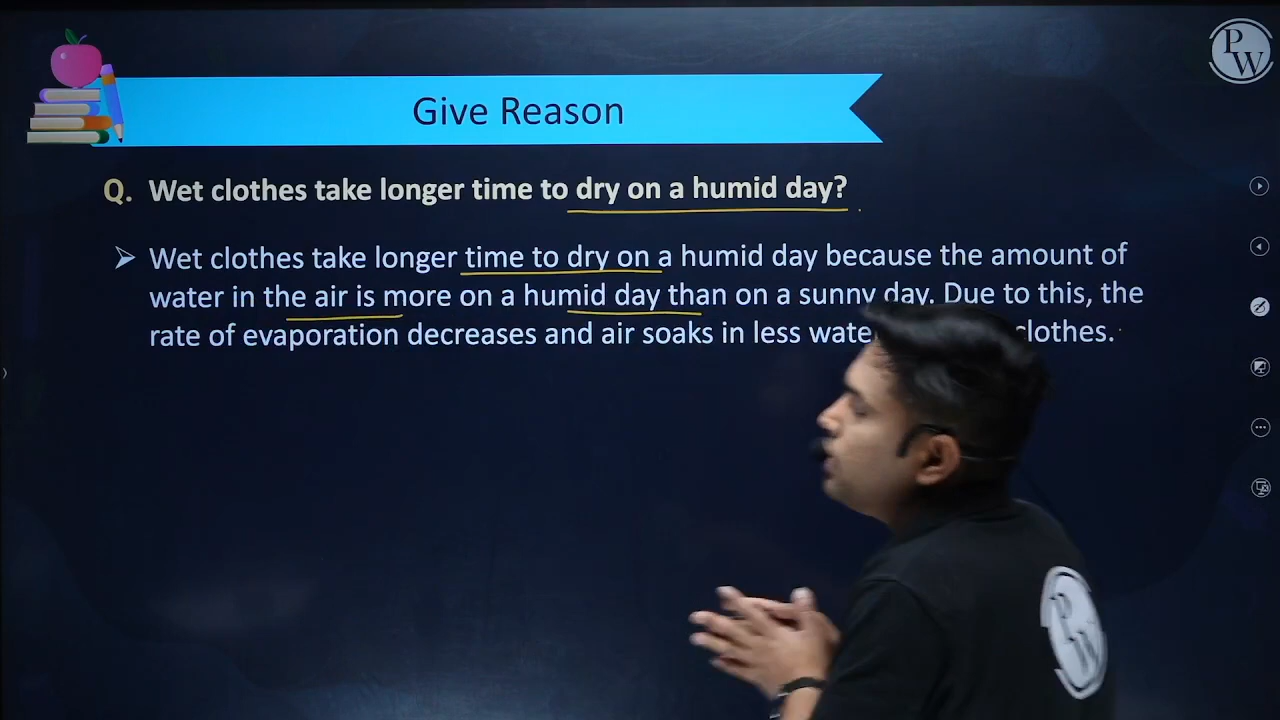 PW
Give Reason
Q. Wet clothes take longer time to dry on a humid day?
➤ Wet clothes take longer time to dry on a humid day because the amount of
water in the air is more on a humid day than on a sunny day. Due to this, the
rate of evaporation decreases and air soaks in less clothes.
PW